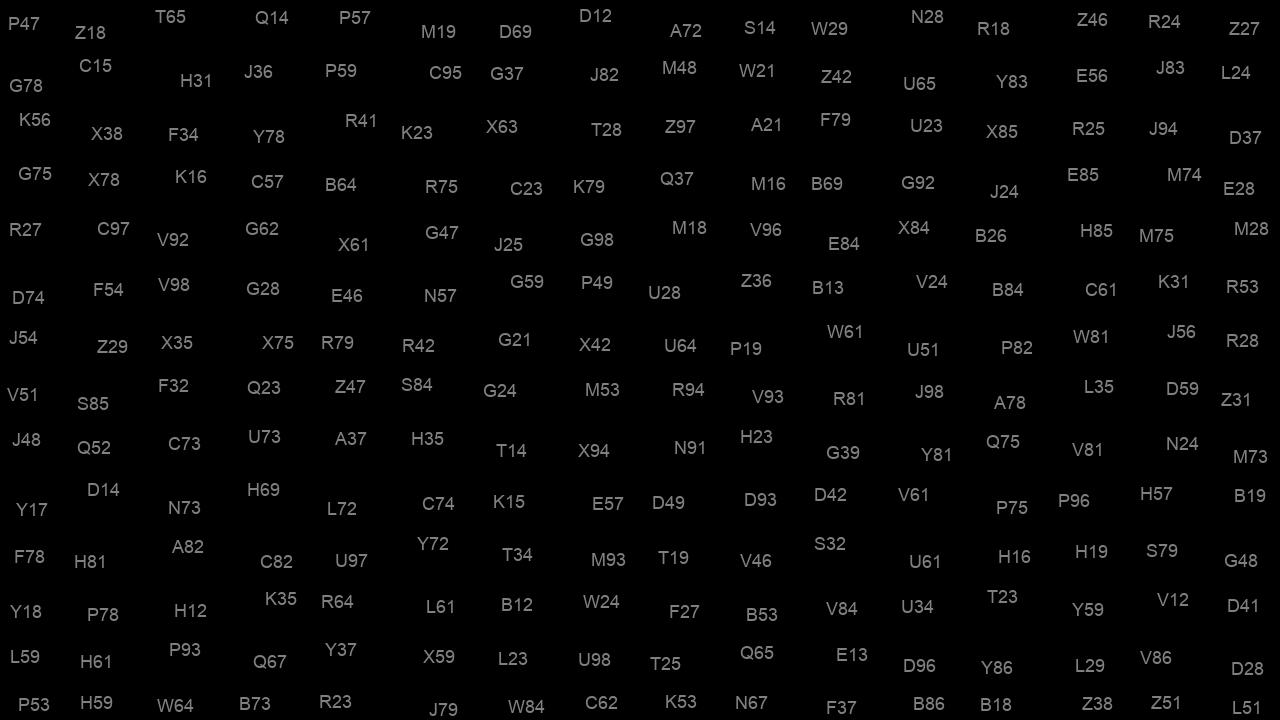 P47 Z18 T65 Q14 P57 M19 D69 D12 A72 S14 W29 N28 R18 Z46 R24 Z27
G78 C15 H31 J36 P59 C95 G37 J82 M48 W21 Z42 U65 Y83 E56 J83 L24
K56 X38 F34 Y78 R41 K23 X63 T28 Z97 A21 F79 U23 X85 R25 J94 D37
G75 X78 K16 C57 B64 R75 C23 K79 Q37 M16 B69 G92 J24 E85 M74 E28
R27 C97 V92 G62 X61 G47 J25 G98 M18 V96 E84 X84 B26 H85 M75 M28
D74 F54 V98 G28 E46 N57 G59 P49 U28 Z36 B13 V24 B84 C61 K31 R53
J54 Z29 X35 X75 R79 R42 G21 X42 U64 P19 W61 U51 P82 W81 J56 R28
V51 S85 F32 Q23 Z47 S84 G24 M53 R94 V93 R81 J98 A78 L35 D59 Z31
J48 Q52 C73 U73 A37 H35 T14 X94 N91 H23 G39 Y81 Q75 V81 N24 M73
Y17 D14 N73 H69 L72 C74 K15 E57 D49 D93 D42 V61 P75 P96 H57 B19
F78 H81 A82 C82 U97 Y72 T34 M93 T19 V46 S32 U61 H16 H19 S79 G48
Y18 P78 H12 K35 R64 L61 B12 W24 F27 B53 V84 U34 T23 Y59 V12 D41
L59 H61 P93 Q67 Y37 X59 L23 U98 T25 Q65 E13 D96 Y86 L29 V86 D28
P53 H59 W64 B73 R23 J79 W84 C62 K53 N67 F37 B86 B18 Z38 Z51 L51